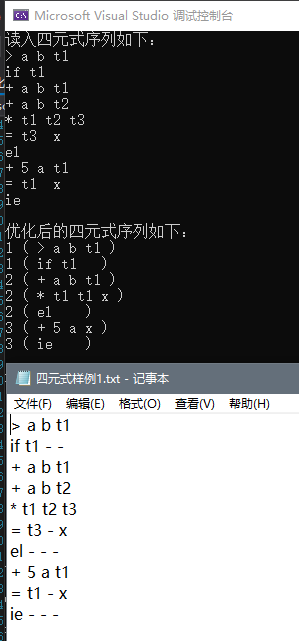 Microsoft Visual Studio 调试控制台
读入四元式序列如下：
> a b t1
if t1
+ a b t1
+ a b t2
* t1 t2 t3
= t3  x
el
+ 5 a t1
= t1  x
ie
优化后的四元式序列如下：
1 ( > a b t1 )
1 ( if t1   )
2 ( + a b t1 )
2 ( * t1 t1 x )
2 ( el    )
3 ( + 5 a x )
3 ( ie    )
四元式样例1.txt - 记事本
文件(F) 编辑(E) 格式(O) 查看(V) 帮助(H)
> a b t1
if t1 - -
+ a b t1
+ a b t2
* t1 t2 t3
= t3 - x
el - - -
+ 5 a t1
= t1 - x
ie - - -